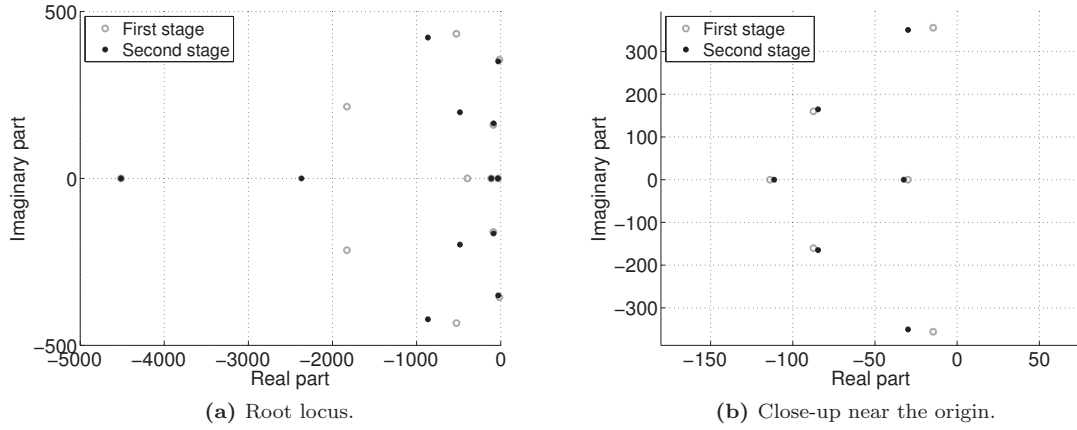 500
0
−500
Imaginary part
First stage
Second stage
−5000 −4000 −3000 −2000 −1000 0
Real part
(a) Root locus.
300
200
100
0
−100
−200
−300
Imaginary part
First stage
Second stage
−150 −100 −50 0 50
Real part
(b) Close-up near the origin.